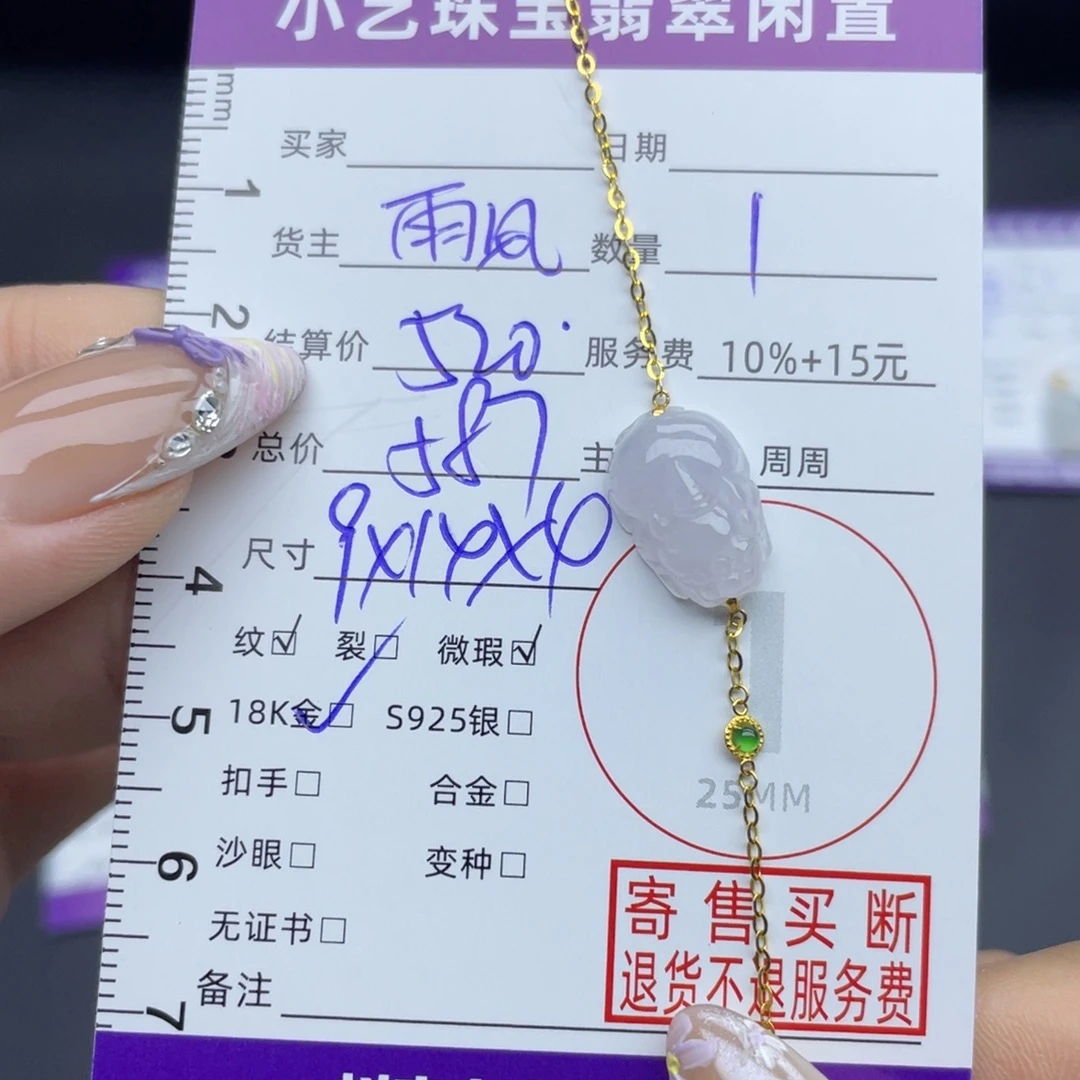 小艺珠宝翡翠闲置
mm
买家 日期
1
货主 雨风 数量 1
2
结算价 520. 服务费 10%+15元
总价 587 主 周周
尺寸 9X14X4
4
纹☑ 裂☐ 微瑕☑
5
18K金☑ S925银☐
扣手☐ 合金☐
25MM
6
沙眼☐ 变种☐
寄售买断
无证书☐
退货不退服务费
备注
7